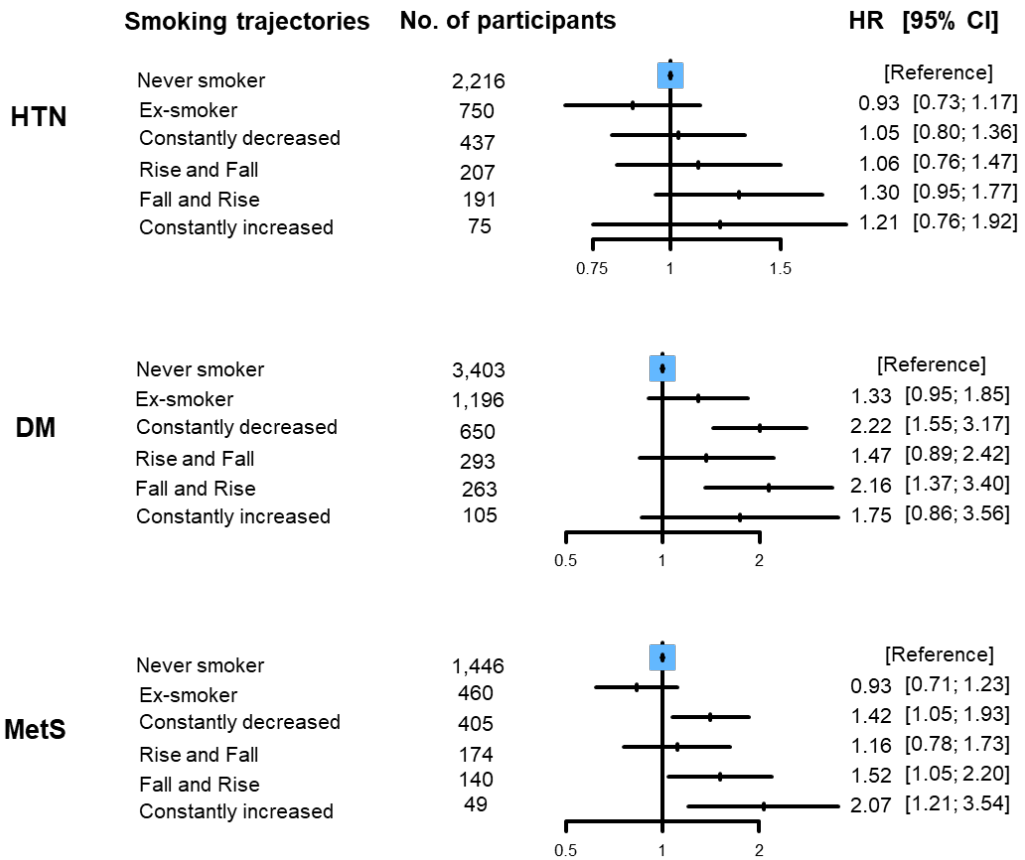 Smoking trajectories No. of participants HR [95% CI]
HTN
Never smoker 2,216 [Reference]
Ex-smoker 750 0.93 [0.73; 1.17]
Constantly decreased 437 1.05 [0.80; 1.36]
Rise and Fall 207 1.06 [0.76; 1.47]
Fall and Rise 191 1.30 [0.95; 1.77]
Constantly increased 75 1.21 [0.76; 1.92]
0.75 1 1.5
DM
Never smoker 3,403 [Reference]
Ex-smoker 1,196 1.33 [0.95; 1.85]
Constantly decreased 650 2.22 [1.55; 3.17]
Rise and Fall 293 1.47 [0.89; 2.42]
Fall and Rise 263 2.16 [1.37; 3.40]
Constantly increased 105 1.75 [0.86; 3.56]
0.5 1 2
MetS
Never smoker 1,446 [Reference]
Ex-smoker 460 0.93 [0.71; 1.23]
Constantly decreased 405 1.42 [1.05; 1.93]
Rise and Fall 174 1.16 [0.78; 1.73]
Fall and Rise 140 1.52 [1.05; 2.20]
Constantly increased 49 2.07 [1.21; 3.54]
0.5 1 2